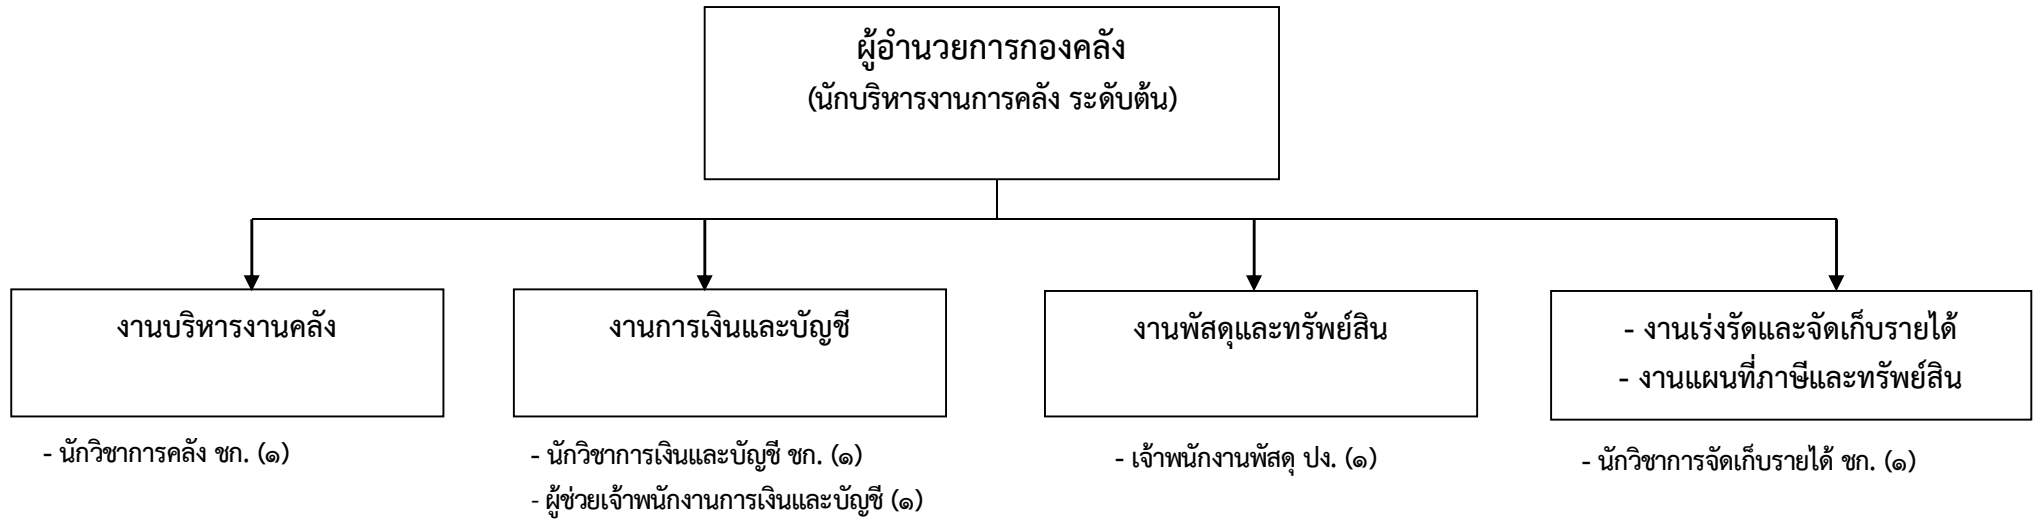 ผู้อำนวยการกองคลัง
(นักบริหารงานการคลัง ระดับต้น)
งานบริหารงานคลัง
- นักวิชาการคลัง ชก. (๑)
งานการเงินและบัญชี
- นักวิชาการเงินและบัญชี ชก. (๑)
- ผู้ช่วยเจ้าพนักงานการเงินและบัญชี (๑)
งานพัสดุและทรัพย์สิน
- เจ้าพนักงานพัสดุ ปง. (๑)
- งานเร่งรัดและจัดเก็บรายได้
- งานแผนที่ภาษีและทรัพย์สิน
- นักวิชาการจัดเก็บรายได้ ชก. (๑)